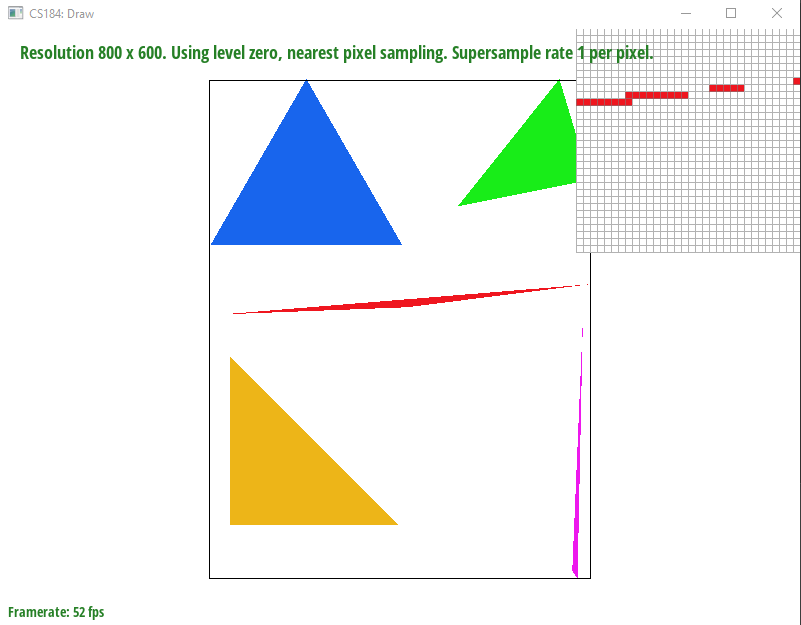 CS184: Draw
Resolution 800 x 600. Using level zero, nearest pixel sampling. Supersample rate 1 per pixel.
Framerate: 52 fps